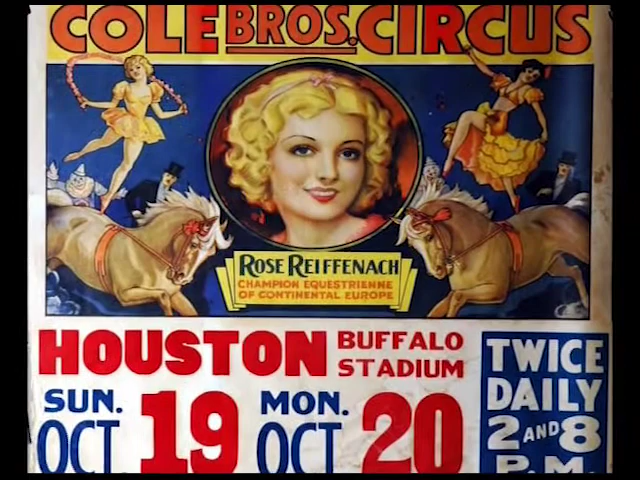 COLE BROS. CIRCUS
ROSE REIFFENACH
CHAMPION EQUESTRIENNE
OF CONTINENTAL EUROPE
HOUSTON BUFFALO STADIUM
SUN. OCT. 19 MON. OCT 20
TWICE
DAILY
2 AND 8
P.M.